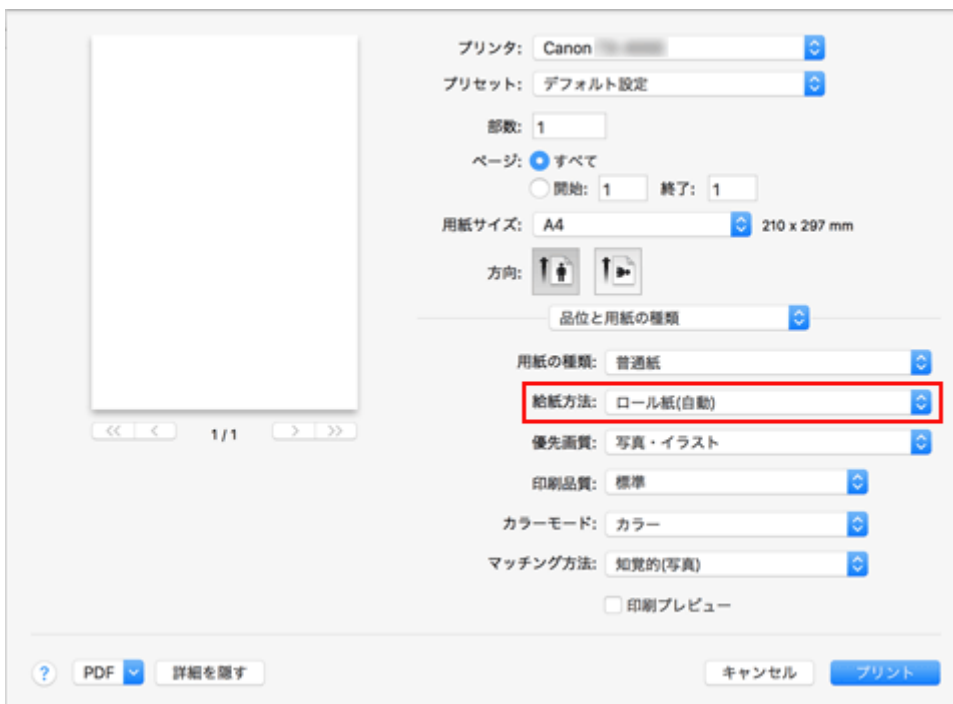 プリンタ: Canon
プリセット: デフォルト設定
部数: 1
ページ: すべて
開始: 1 終了: 1
用紙サイズ: A4 210 x 297 mm
方向:
品位と用紙の種類
用紙の種類: 普通紙
給紙方法: ロール紙(自動)
<< < 1 / 1 > >>
優先画質: 写真・イラスト
印刷品質: 標準
カラーモード: カラー
マッチング方法: 知覚的(写真)
印刷プレビュー
? PDF 詳細を隠す キャンセル プリント